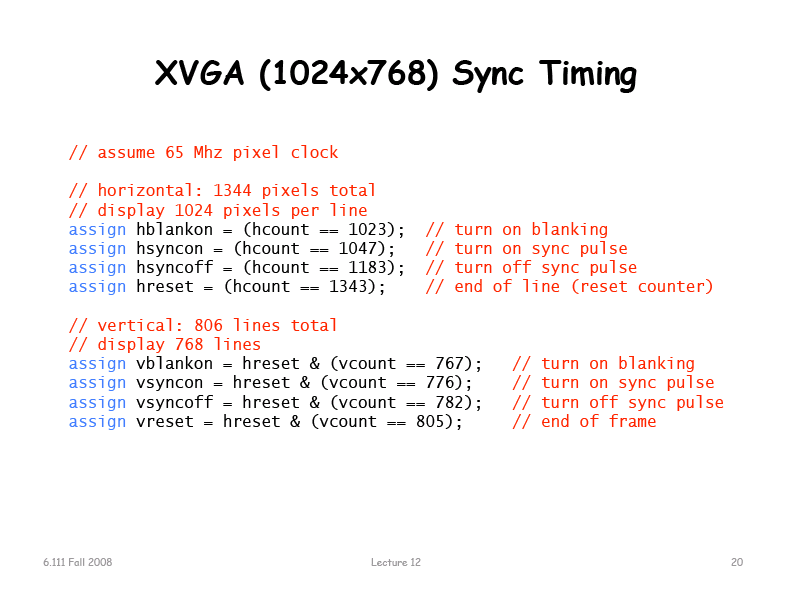 XVGA (1024x768) Sync Timing
// assume 65 Mhz pixel clock
// horizontal: 1344 pixels total
// display 1024 pixels per line
assign hblankon = (hcount == 1023);  // turn on blanking
assign hsyncon = (hcount == 1047);   // turn on sync pulse
assign hsyncoff = (hcount == 1183);  // turn off sync pulse
assign hreset = (hcount == 1343);    // end of line (reset counter)
// vertical: 806 lines total
// display 768 lines
assign vblankon = hreset & (vcount == 767);   // turn on blanking
assign vsyncon = hreset & (vcount == 776);    // turn on sync pulse
assign vsyncoff = hreset & (vcount == 782);   // turn off sync pulse
assign vreset = hreset & (vcount == 805);     // end of frame
6.111 Fall 2008 Lecture 12 20